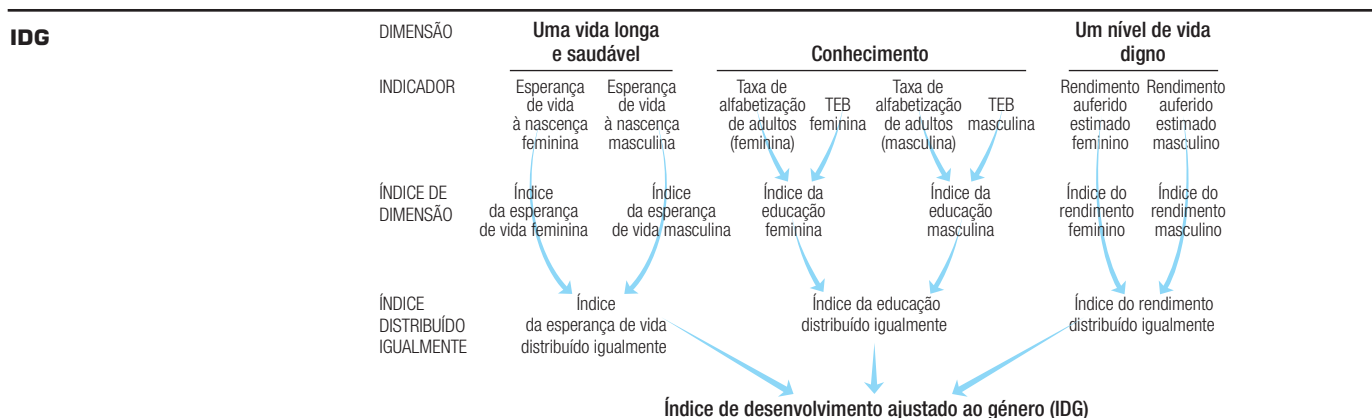 IDG
DIMENSÃO
Uma vida longa
e saudável
Conhecimento
Um nível de vida
digno
INDICADOR
Esperança
de vida
à nascença
feminina
Esperança
de vida
à nascença
masculina
Taxa de
alfabetização
de adultos
(feminina)
TEB
feminina
Taxa de
alfabetização
de adultos
(masculina)
TEB
masculina
Rendimento
auferido
estimado
feminino
Rendimento
auferido
estimado
masculino
ÍNDICE DE
DIMENSÃO
Índice
da esperança
de vida feminina
Índice
da esperança
de vida masculina
Índice da
educação
feminina
Índice da
educação
masculina
Índice do
rendimento
feminino
Índice do
rendimento
masculino
ÍNDICE
DISTRIBUÍDO
IGUALMENTE
Índice
da esperança de vida
distribuído igualmente
Índice da educação
distribuído igualmente
Índice do rendimento
distribuído igualmente
Índice de desenvolvimento ajustado ao género (IDG)